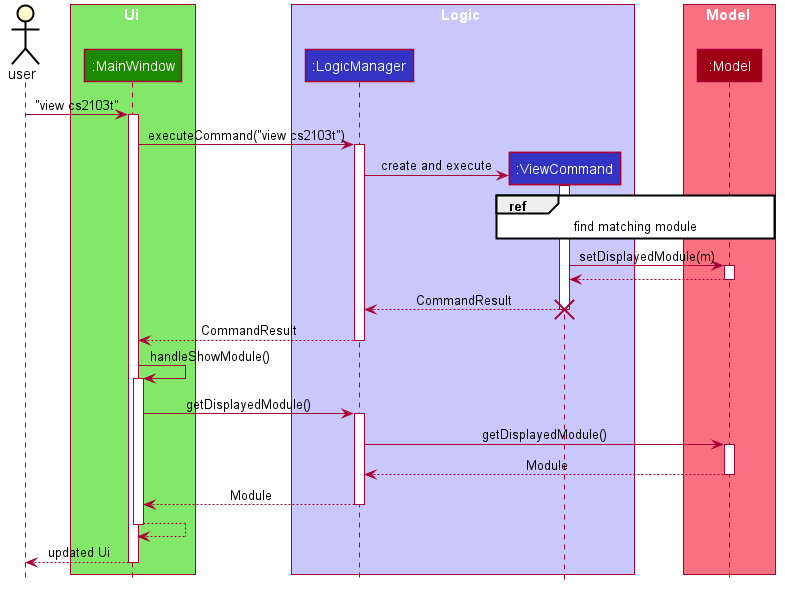 Ui
Logic
Model
user
:MainWindow
:LogicManager
:Model
"view cs2103t"
executeCommand("view cs2103t")
create and execute
:ViewCommand
ref
find matching module
setDisplayedModule(m)
CommandResult
CommandResult
handleShowModule()
getDisplayedModule()
getDisplayedModule()
Module
Module
updated Ui